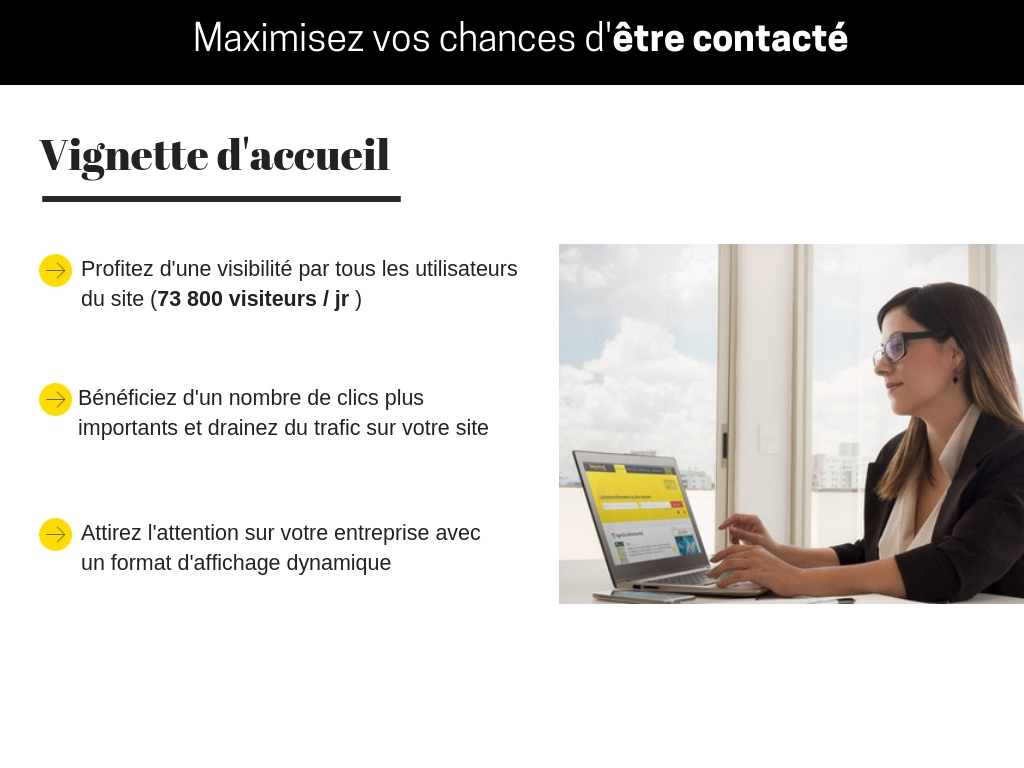 Maximisez vos chances d'être contacté
Vignette d'accueil
Profitez d'une visibilité par tous les utilisateurs
du site (73 800 visiteurs / jr )
Bénéficiez d'un nombre de clics plus
importants et drainez du trafic sur votre site
Attirez l'attention sur votre entreprise avec
un format d'affichage dynamique